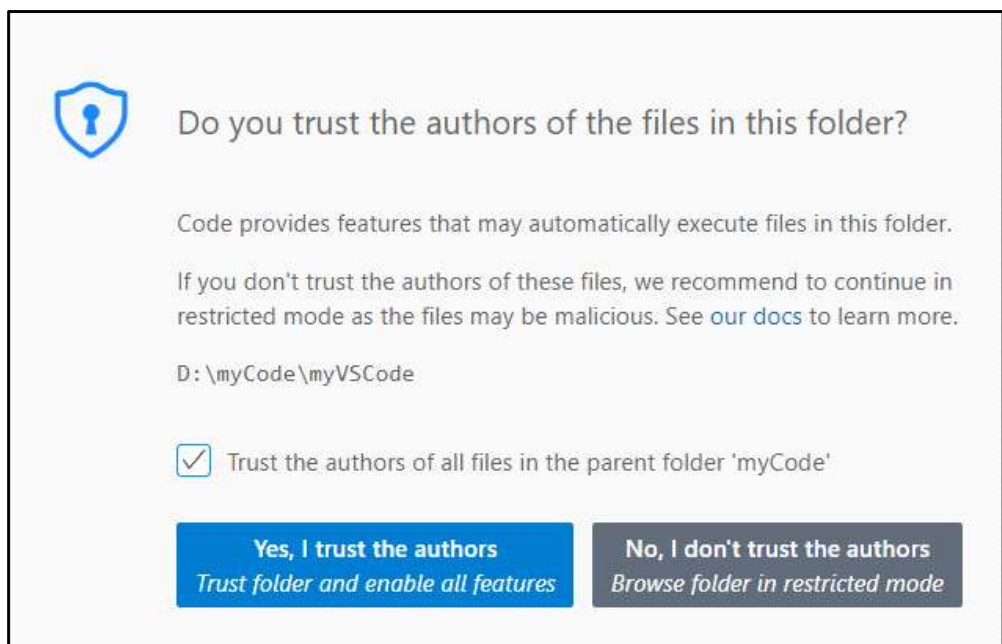 Do you trust the authors of the files in this folder?
Code provides features that may automatically execute files in this folder.
If you don't trust the authors of these files, we recommend to continue in
restricted mode as the files may be malicious. See our docs to learn more.
D:\myCode\myVSCode
Trust the authors of all files in the parent folder 'myCode'
Yes, I trust the authors
Trust folder and enable all features
No, I don't trust the authors
Browse folder in restricted mode